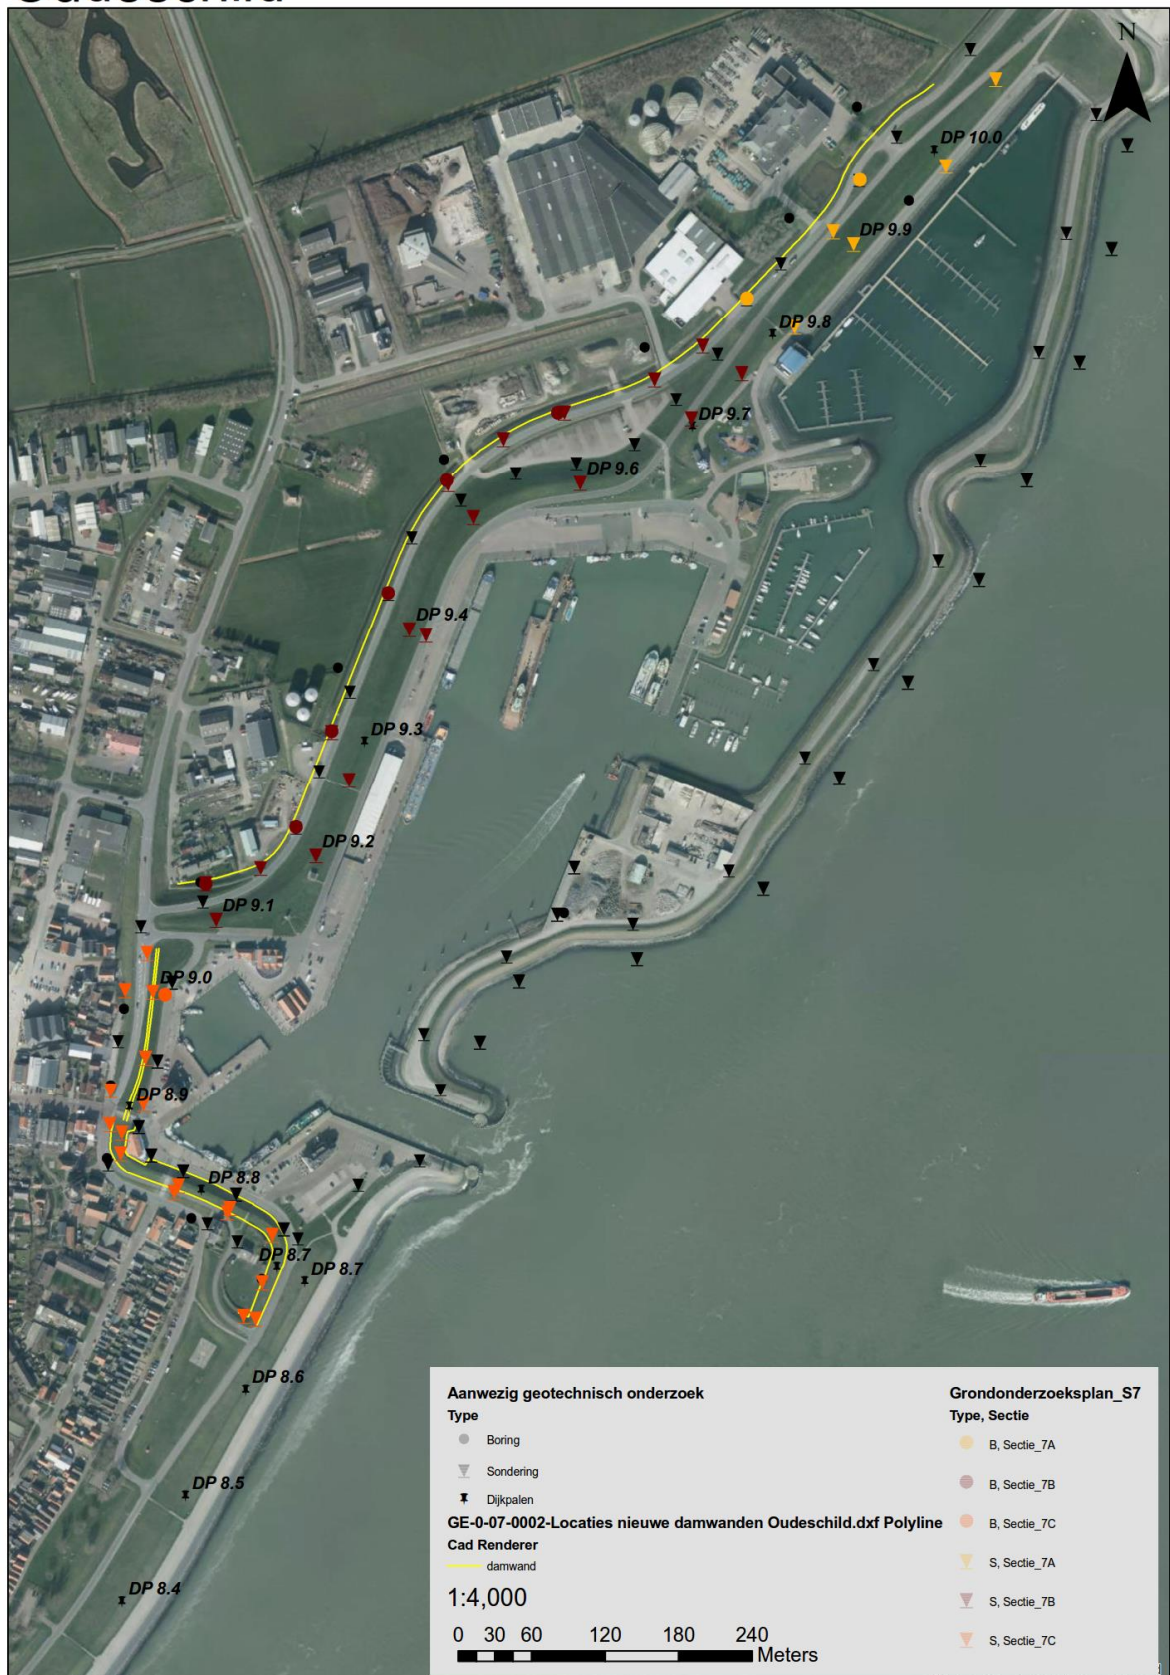 Oudeschild
N
DP 10.0
DP 9.9
DP 9.8
DP 9.7
DP 9.6
DP 9.4
DP 9.3
DP 9.2
DP 9.1
DP 9.0
DP 8.9
DP 8.8
DP 8.7
DP 8.7
DP 8.6
DP 8.5
DP 8.4
Aanwezig geotechnisch onderzoek
Type
Boring
Sondering
Dijkpalen
GE-0-07-0002-Locaties nieuwe damwanden Oudeschild.dxf Polyline
Cad Renderer
damwand
1:4,000
0 30 60 120 180 240
Meters
Grondonderzoeksplan_S7
Type, Sectie
B, Sectie_7A
B, Sectie_7B
B, Sectie_7C
S, Sectie_7A
S, Sectie_7B
S, Sectie_7C